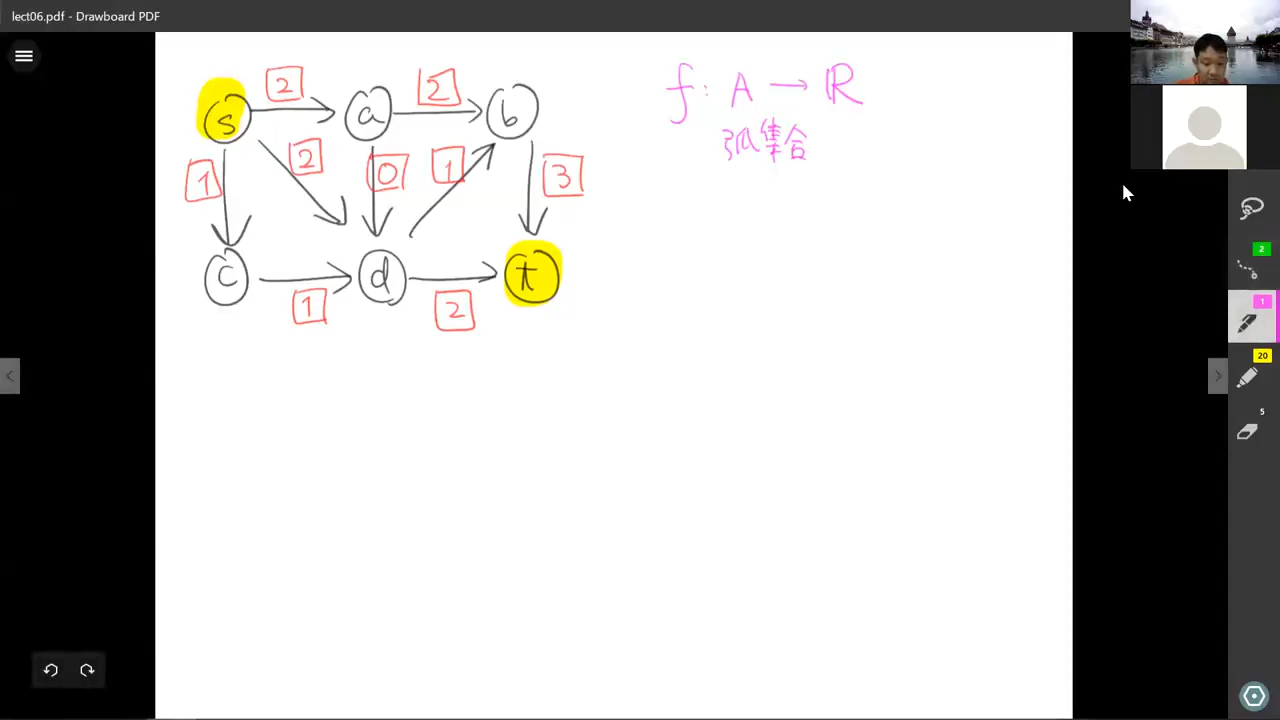 lect06.pdf - Drawboard PDF
2 2
s a b
f: A → ℝ
弧集合
1 2 0 1 3
c d t
1 2
2
1
20
5